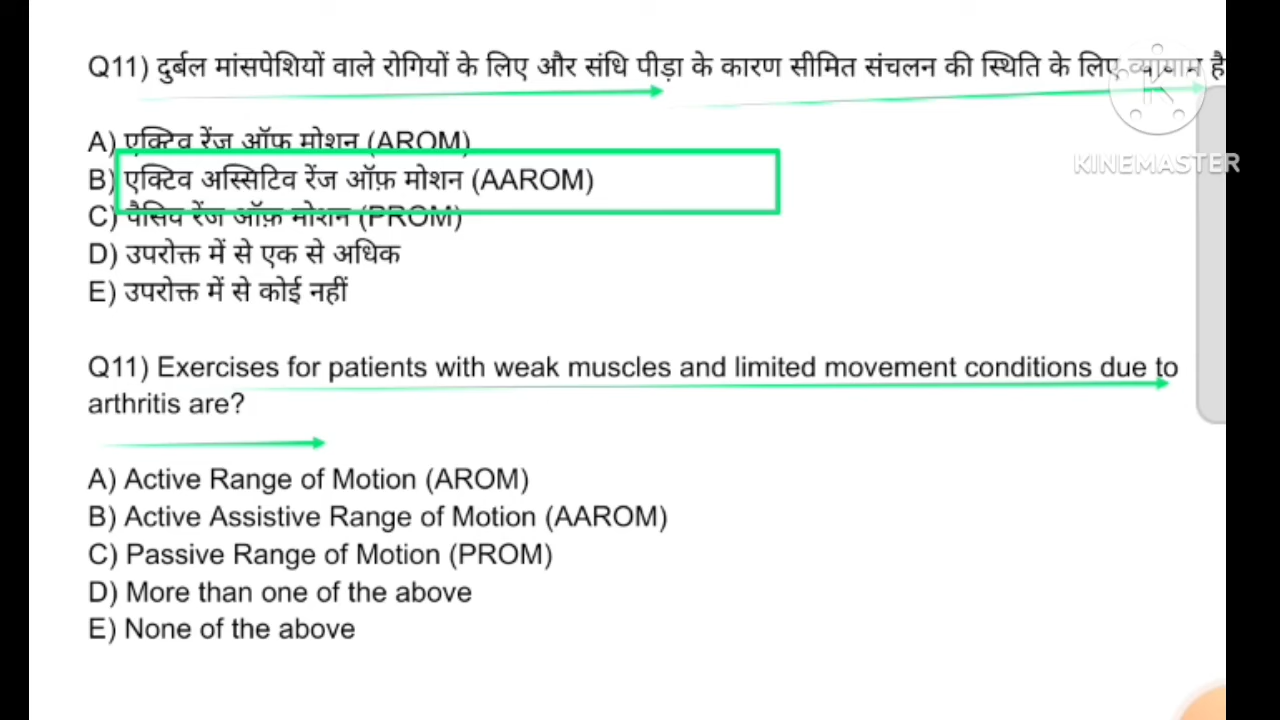 Q11) दुर्बल मांसपेशियों वाले रोगियों के लिए और संधि पीड़ा के कारण सीमित संचलन की स्थिति के लिए व्यायाम है
A) एक्टिव रेंज ऑफ मोशन (AROM)
B) एक्टिव अस्सिटिव रेंज ऑफ़ मोशन (AAROM)
C) पैसिव रेंज ऑफ़ मोशन (PROM)
D) उपरोक्त में से एक से अधिक
E) उपरोक्त में से कोई नहीं
K
KINEMASTER
Q11) Exercises for patients with weak muscles and limited movement conditions due to
arthritis are?
A) Active Range of Motion (AROM)
B) Active Assistive Range of Motion (AAROM)
C) Passive Range of Motion (PROM)
D) More than one of the above
E) None of the above